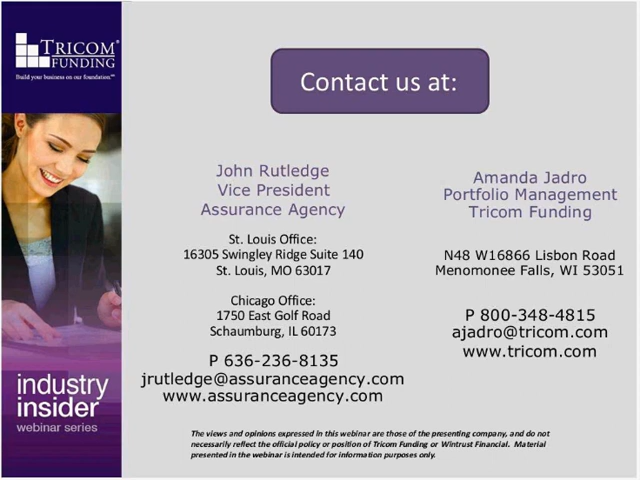 TRICOM®
FUNDING
Build your business on our foundation.℠
Contact us at:
John Rutledge
Vice President
Assurance Agency
St. Louis Office:
16305 Swingley Ridge Suite 140
St. Louis, MO 63017
Chicago Office:
1750 East Golf Road
Schaumburg, IL 60173
P 636-236-8135
jrutledge@assuranceagency.com
www.assuranceagency.com
Amanda Jadro
Portfolio Management
Tricom Funding
N48 W16866 Lisbon Road
Menomonee Falls, WI 53051
P 800-348-4815
ajadro@tricom.com
www.tricom.com
industry
insider
webinar series
The views and opinions expressed in this webinar are those of the presenting company, and do not
necessarily reflect the official policy or position of Tricom Funding or Wintrust Financial.  Material
presented in the webinar is intended for information purposes only.